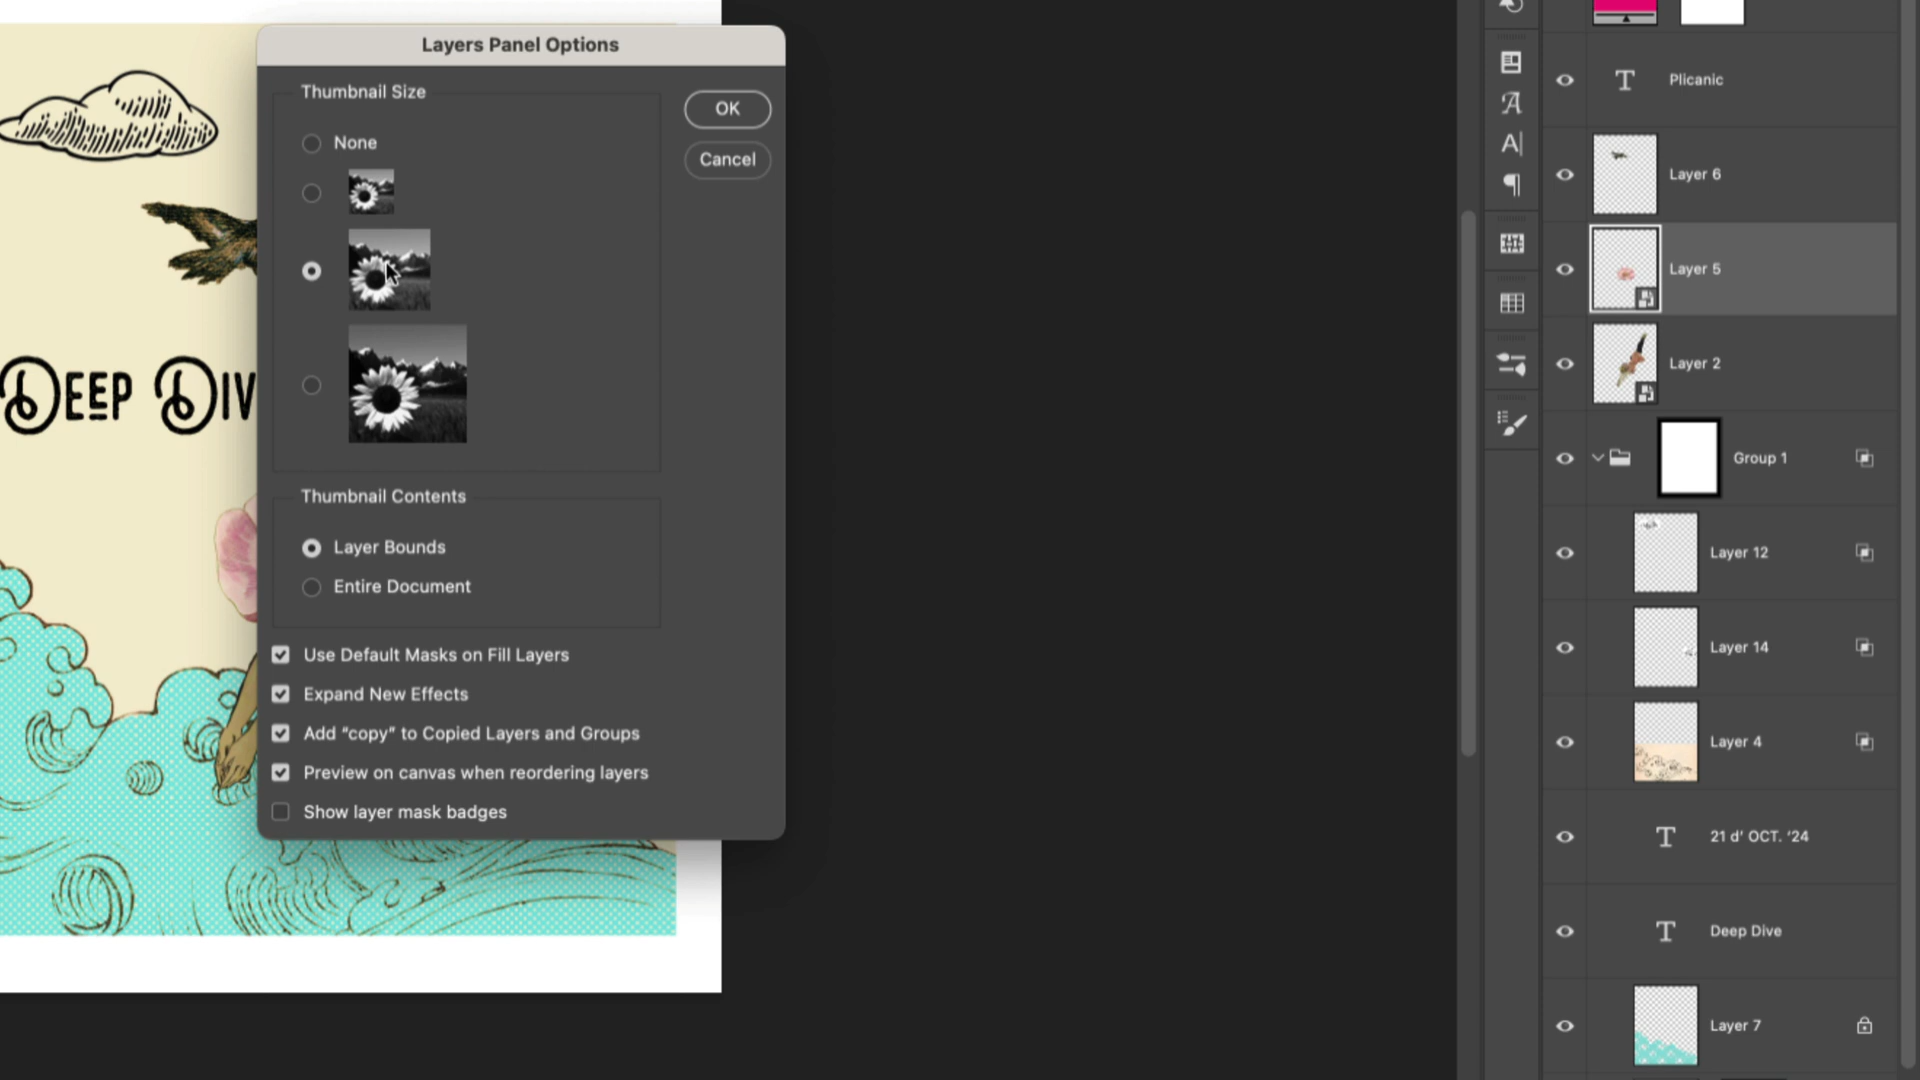 Layers Panel Options
Thumbnail Size
OK
None
Cancel
Thumbnail Contents
Layer Bounds
Entire Document
Use Default Masks on Fill Layers
Expand New Effects
Add “copy” to Copied Layers and Groups
Preview on canvas when reordering layers
Show layer mask badges
DEEP DIV
Plicanic
Layer 6
Layer 5
Layer 2
Group 1
Layer 12
Layer 14
Layer 4
21 d’ OCT. ‘24
Deep Dive
Layer 7